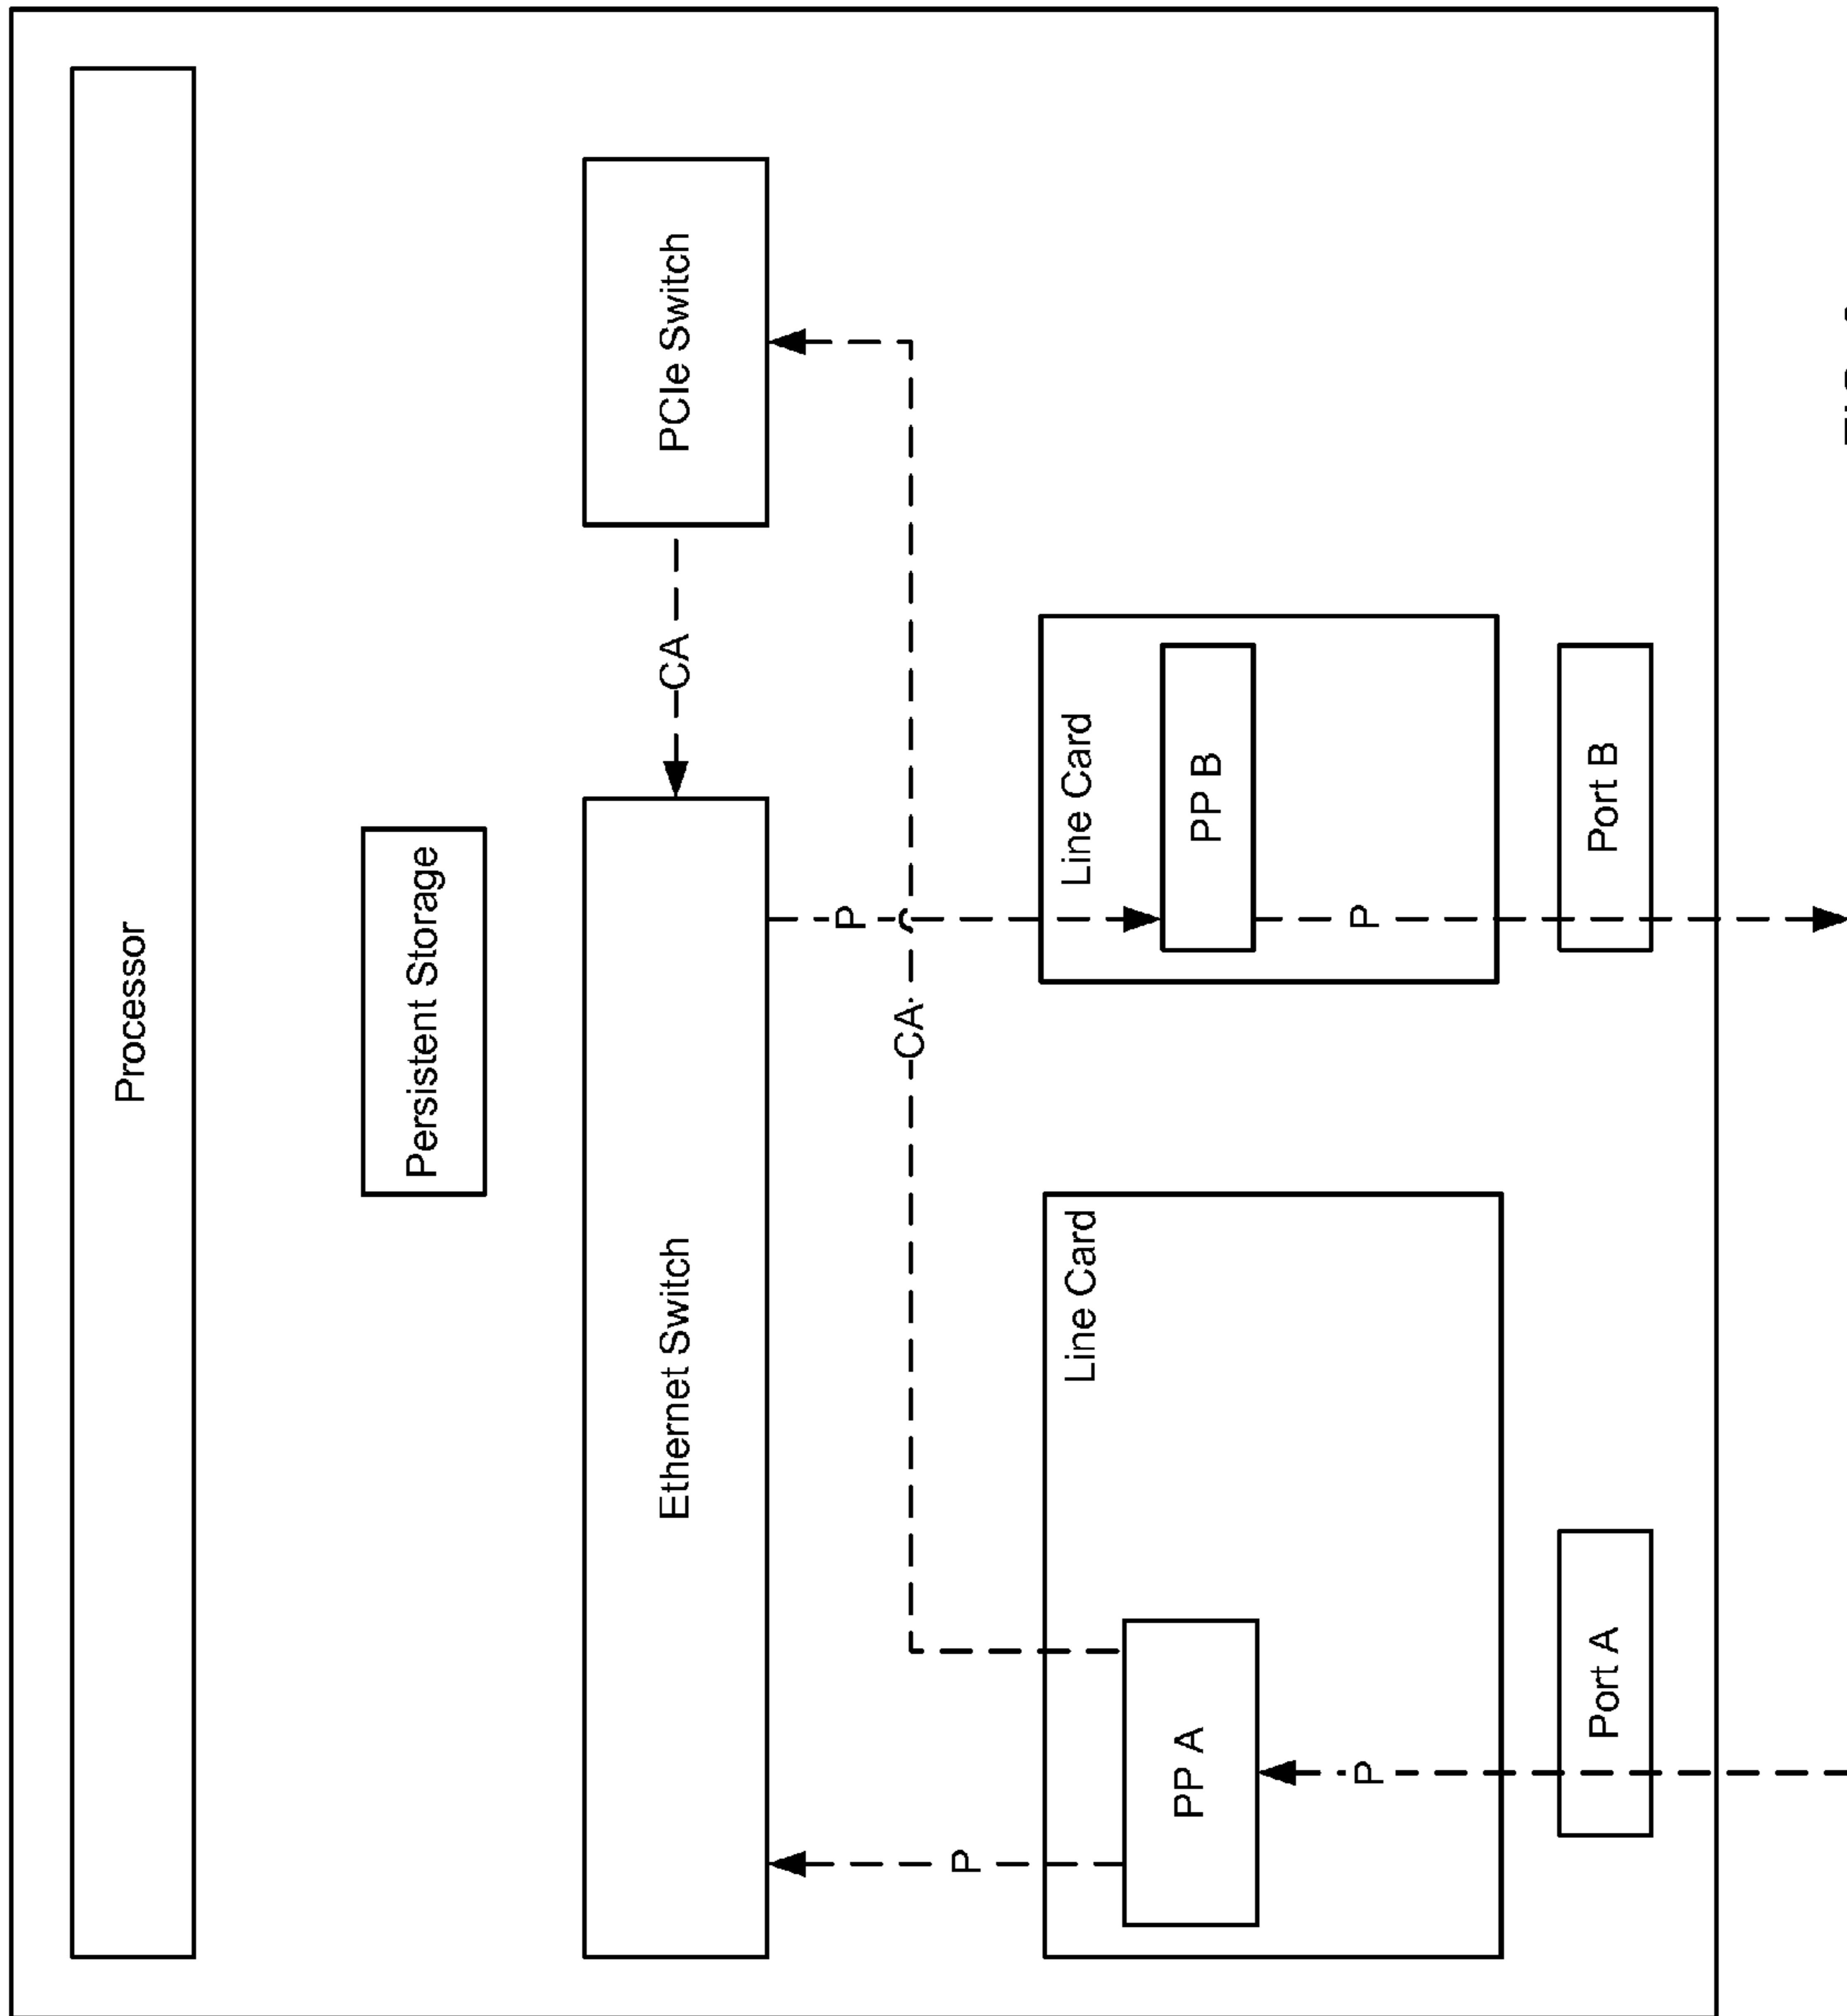 Processor
Persistent Storage
Ethernet Switch
CA
PCIe Switch
P
CA
P
Line Card
Line Card
PP A
PP B
P
P
Port A
Port B